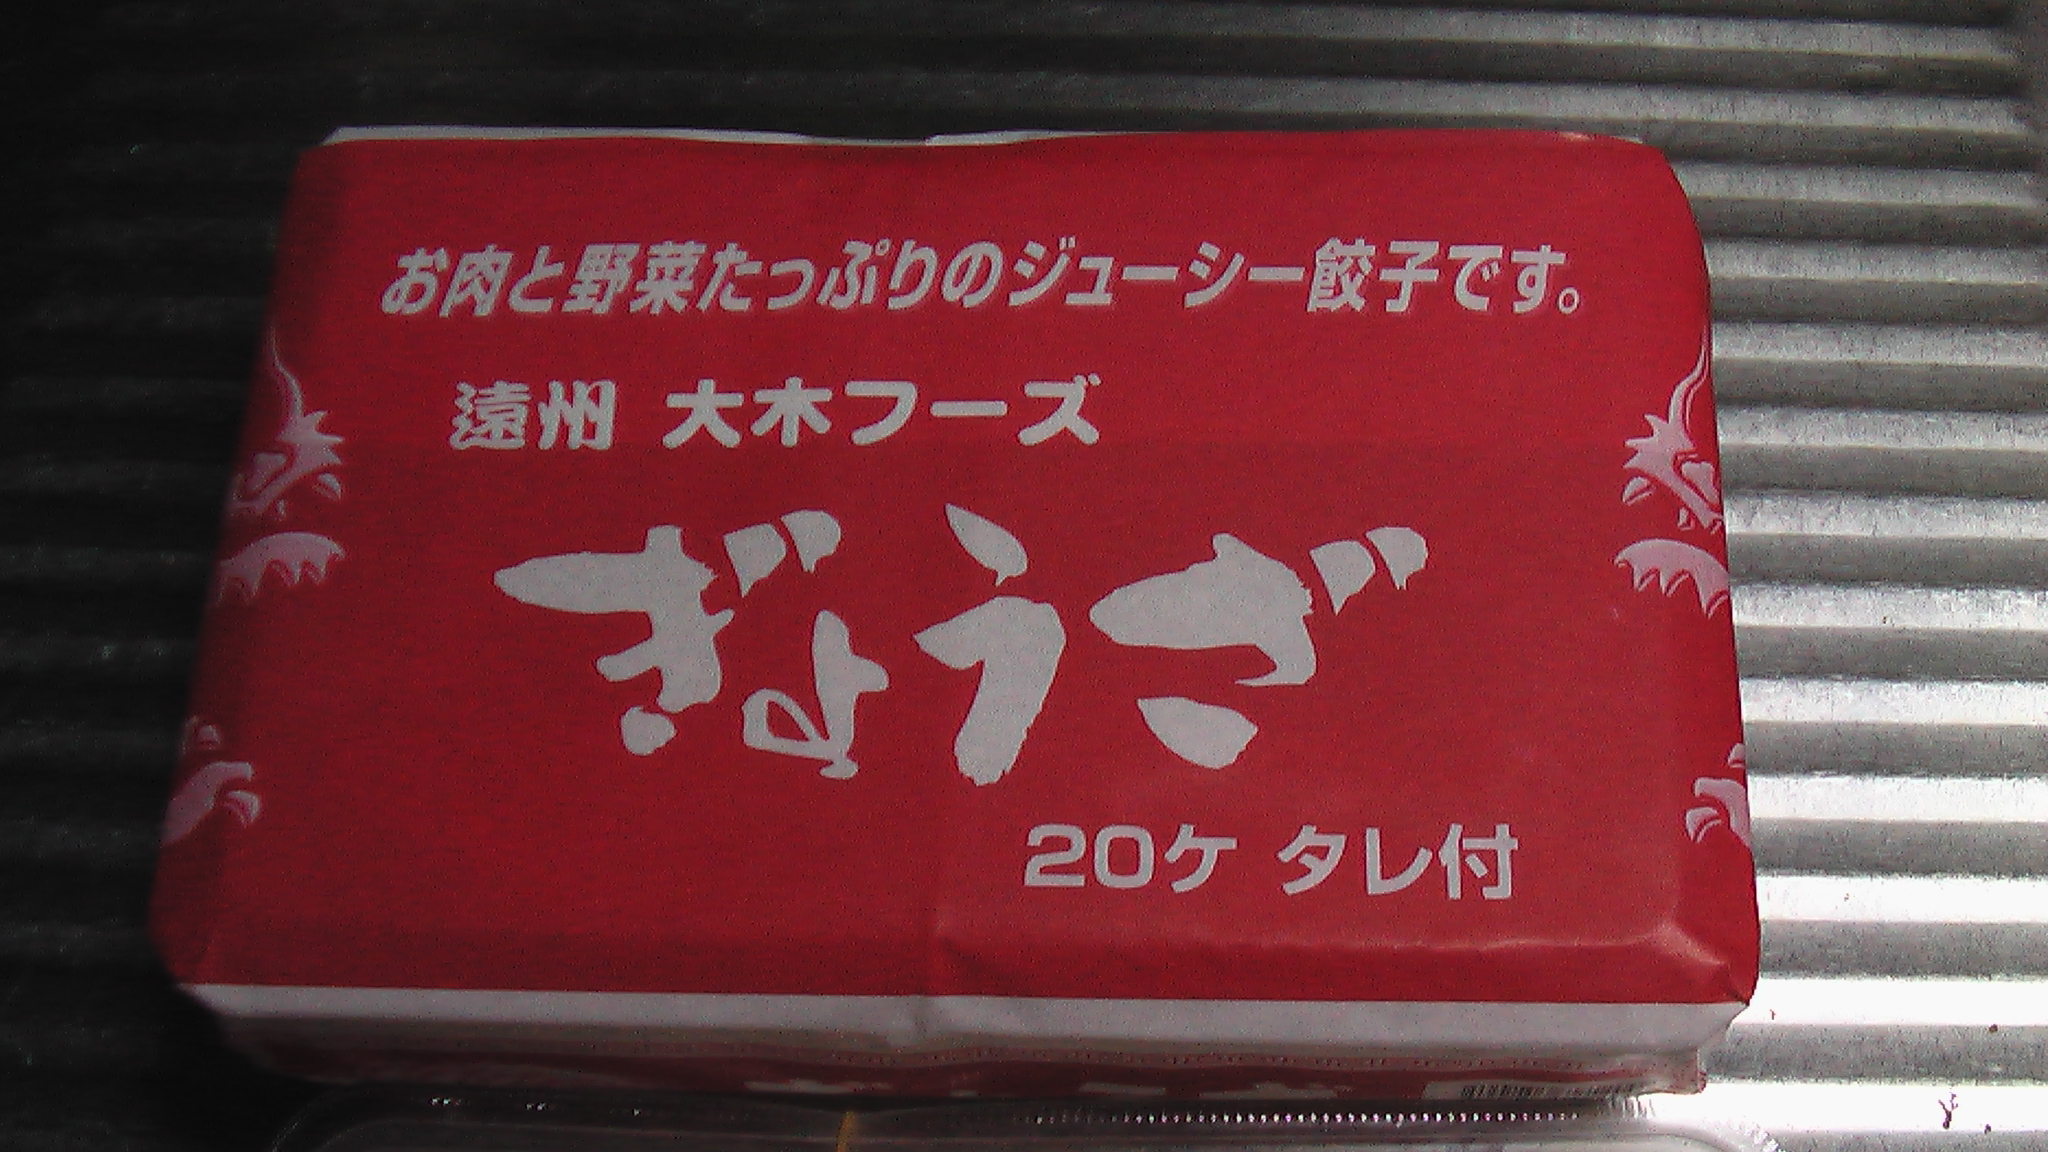 お肉と野菜たっぷりのジューシー餃子です。
遠州 大木フーズ
ぎょうざ
20ケ タレ付